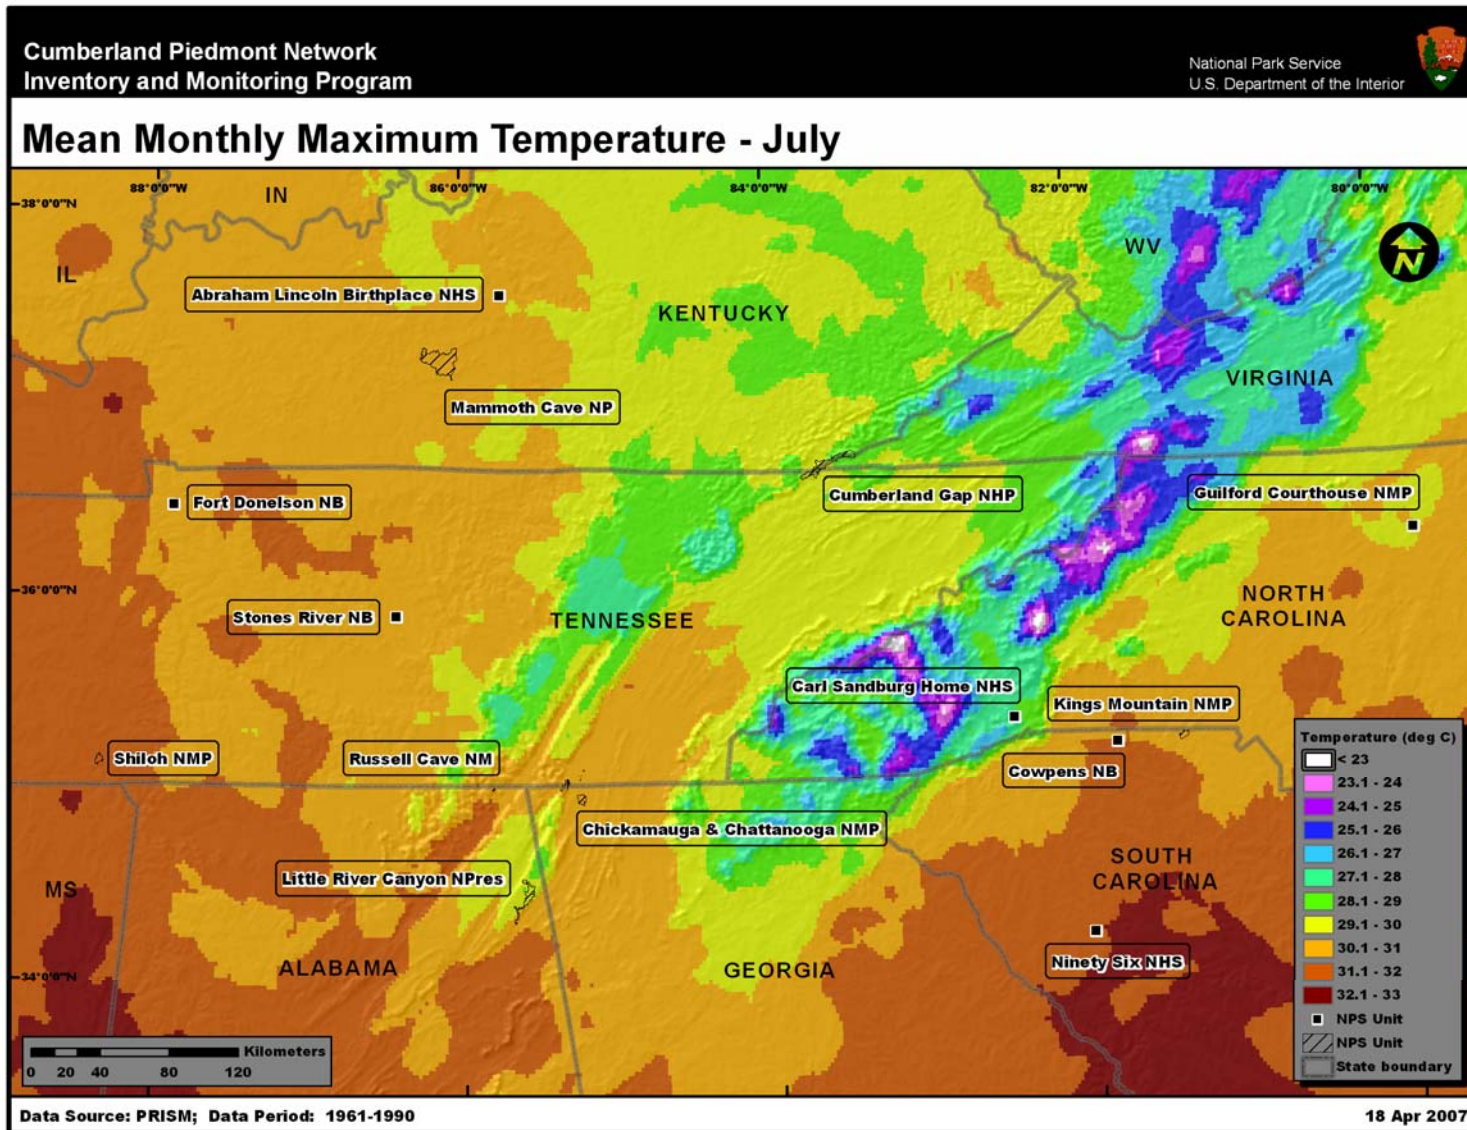 Cumberland Piedmont Network
Inventory and Monitoring Program
National Park Service
U.S. Department of the Interior
Mean Monthly Maximum Temperature - July
88°0'0"W
86°0'0"W
84°0'0"W
82°0'0"W
80°0'0"W
38°0'0"N
IN
IL
WV
N
Abraham Lincoln Birthplace NHS
KENTUCKY
VIRGINIA
Mammoth Cave NP
Fort Donelson NB
Cumberland Gap NHP
Guilford Courthouse NMP
36°0'0"N
Stones River NB
TENNESSEE
NORTH
CAROLINA
Carl Sandburg Home NHS
Kings Mountain NMP
Shiloh NMP
Russell Cave NM
Cowpens NB
Chickamauga & Chattanooga NMP
Little River Canyon NPres
MS
SOUTH
CAROLINA
34°0'0"N
ALABAMA
GEORGIA
Ninety Six NHS
Temperature (deg C)
< 23
23.1 - 24
24.1 - 25
25.1 - 26
26.1 - 27
27.1 - 28
28.1 - 29
29.1 - 30
30.1 - 31
31.1 - 32
32.1 - 33
NPS Unit
NPS Unit
State boundary
Kilometers
0 20 40 80 120
Data Source: PRISM; Data Period: 1961-1990
18 Apr 2007